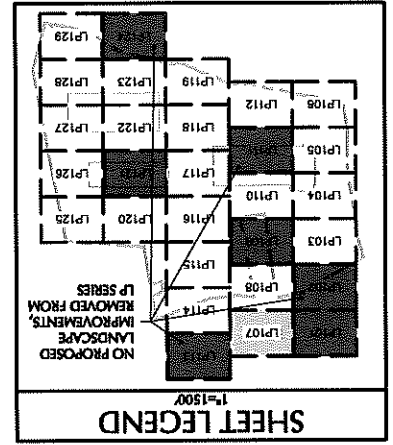 SHEET LEGEND
1"=1500'
NO PROPOSED
LANDSCAPE
IMPROVEMENTS,
REMOVED FROM
LP SERIES
LP107
LP114
LP108
LP115
LP103
LP116 LP120 LP125
LP104 LP110
LP117 LP126
LP105
LP118 LP122 LP127
LP106 LP112
LP119 LP123 LP128
LP129